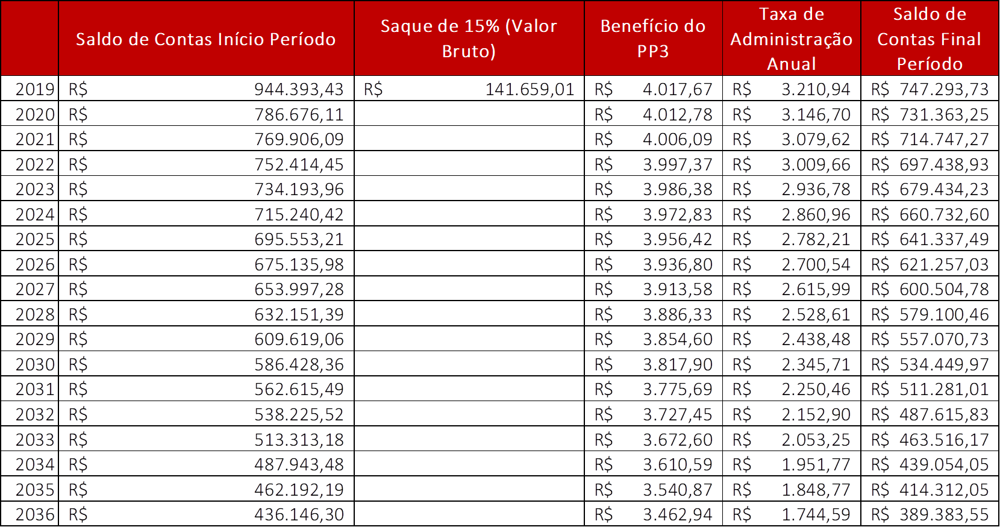 Saldo de Contas Início Período
Saque de 15% (Valor
Bruto)
Benefício do
PP3
Taxa de
Administração
Anual
Saldo de
Contas Final
Período
2019 R$ 944.393,43 R$ 141.659,01 R$ 4.017,67 R$ 3.210,94 R$ 747.293,73
2020 R$ 786.676,11 R$ 4.012,78 R$ 3.146,70 R$ 731.363,25
2021 R$ 769.906,09 R$ 4.006,09 R$ 3.079,62 R$ 714.747,27
2022 R$ 752.414,45 R$ 3.997,37 R$ 3.009,66 R$ 697.438,93
2023 R$ 734.193,96 R$ 3.986,38 R$ 2.936,78 R$ 679.434,23
2024 R$ 715.240,42 R$ 3.972,83 R$ 2.860,96 R$ 660.732,60
2025 R$ 695.553,21 R$ 3.956,42 R$ 2.782,21 R$ 641.337,49
2026 R$ 675.135,98 R$ 3.936,80 R$ 2.700,54 R$ 621.257,03
2027 R$ 653.997,28 R$ 3.913,58 R$ 2.615,99 R$ 600.504,78
2028 R$ 632.151,39 R$ 3.886,33 R$ 2.528,61 R$ 579.100,46
2029 R$ 609.619,06 R$ 3.854,60 R$ 2.438,48 R$ 557.070,73
2030 R$ 586.428,36 R$ 3.817,90 R$ 2.345,71 R$ 534.449,97
2031 R$ 562.615,49 R$ 3.775,69 R$ 2.250,46 R$ 511.281,01
2032 R$ 538.225,52 R$ 3.727,45 R$ 2.152,90 R$ 487.615,83
2033 R$ 513.313,18 R$ 3.672,60 R$ 2.053,25 R$ 463.516,17
2034 R$ 487.943,48 R$ 3.610,59 R$ 1.951,77 R$ 439.054,05
2035 R$ 462.192,19 R$ 3.540,87 R$ 1.848,77 R$ 414.312,05
2036 R$ 436.146,30 R$ 3.462,94 R$ 1.744,59 R$ 389.383,55